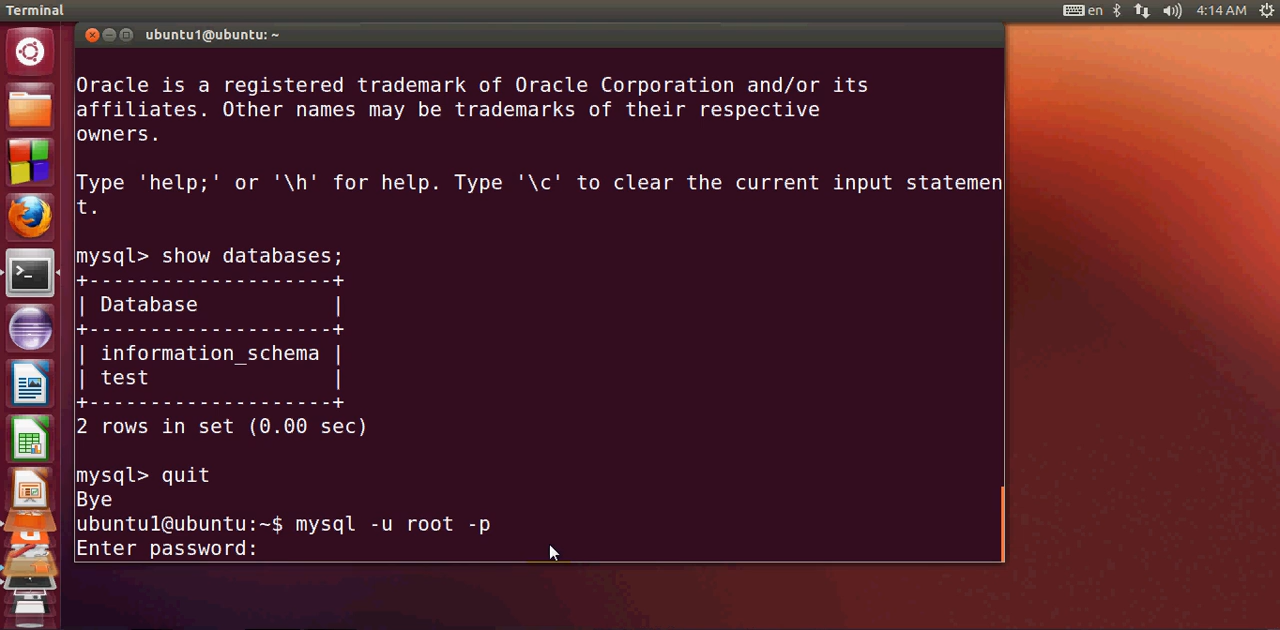 Terminal
en
4:14 AM
ubuntu1@ubuntu: ~
Oracle is a registered trademark of Oracle Corporation and/or its
affiliates. Other names may be trademarks of their respective
owners.
Type 'help;' or '\h' for help. Type '\c' to clear the current input statemen
t.
mysql> show databases;
+--------------------+
| Database           |
+--------------------+
| information_schema |
| test               |
+--------------------+
2 rows in set (0.00 sec)
mysql> quit
Bye
ubuntu1@ubuntu:~$ mysql -u root -p
Enter password: